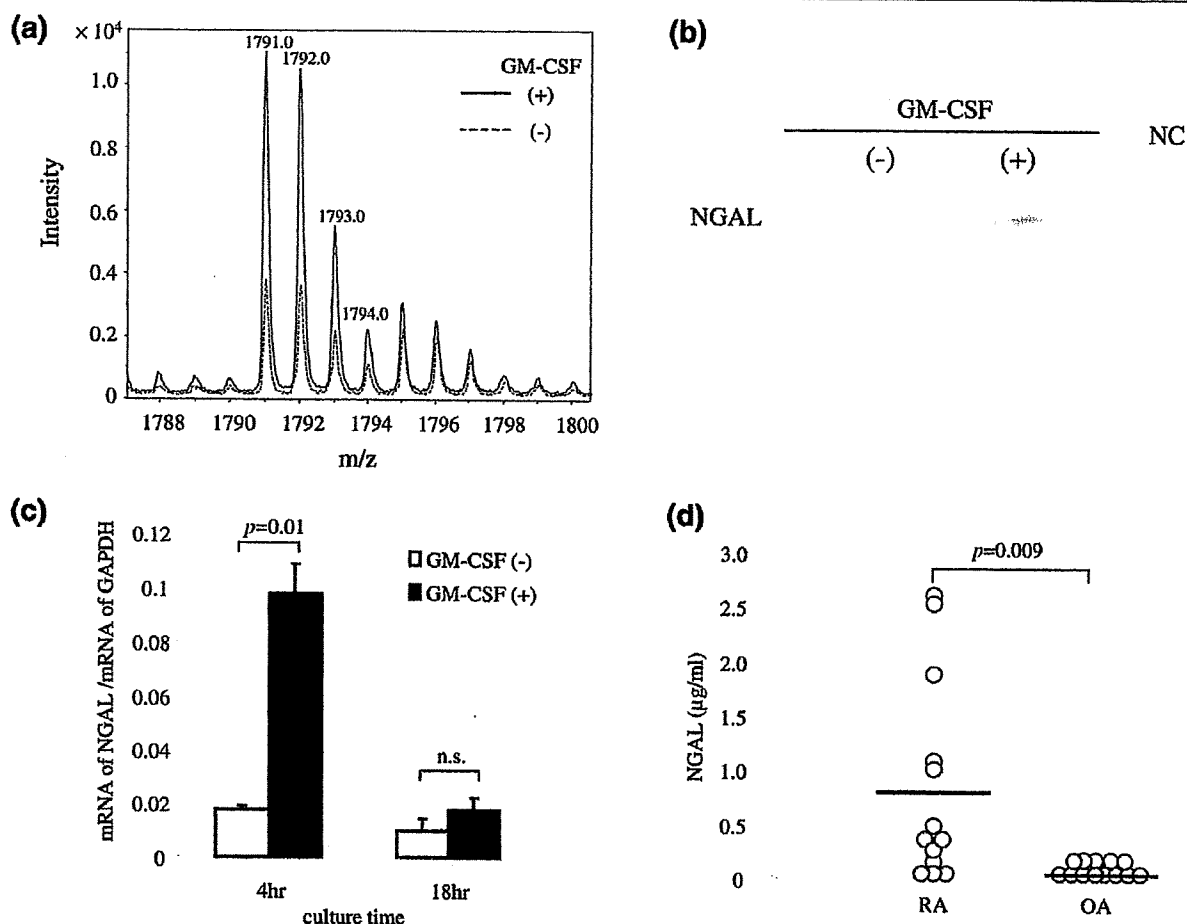 (a)
× 10⁴
1791.0
1792.0
GM-CSF
(+)
(-)
1.0
0.8
0.6
0.4
0.2
0
Intensity
1793.0
1794.0
1788 1790 1792 1794 1796 1798 1800
m/z
(b)
GM-CSF
NC
(-) (+)
NGAL
(c)
mRNA of NGAL /mRNA of GAPDH
0.12
0.1
0.08
0.06
0.04
0.02
0
p=0.01
GM-CSF (-)
GM-CSF (+)
n.s.
4hr 18hr
culture time
(d)
NGAL (µg/ml)
3.0
2.5
2.0
1.5
1.0
0.5
0
p=0.009
RA OA